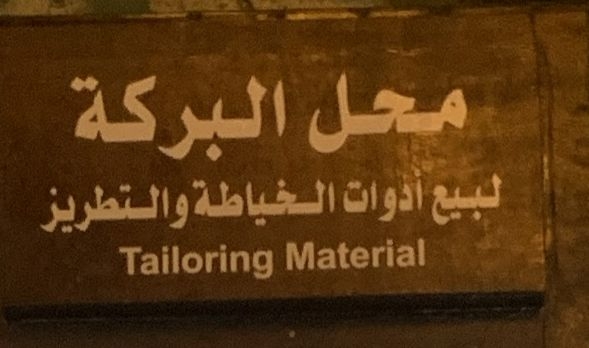 محل البركة
لبيع أدوات الخياطة والتطريز
Tailoring Material